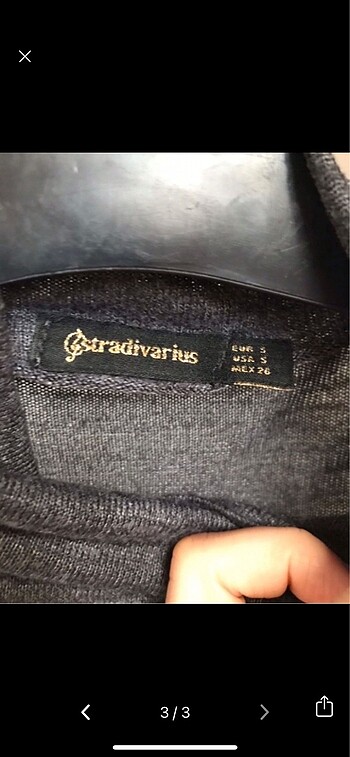 stradivarius
EUR S
USA S
MEX 26
3/3